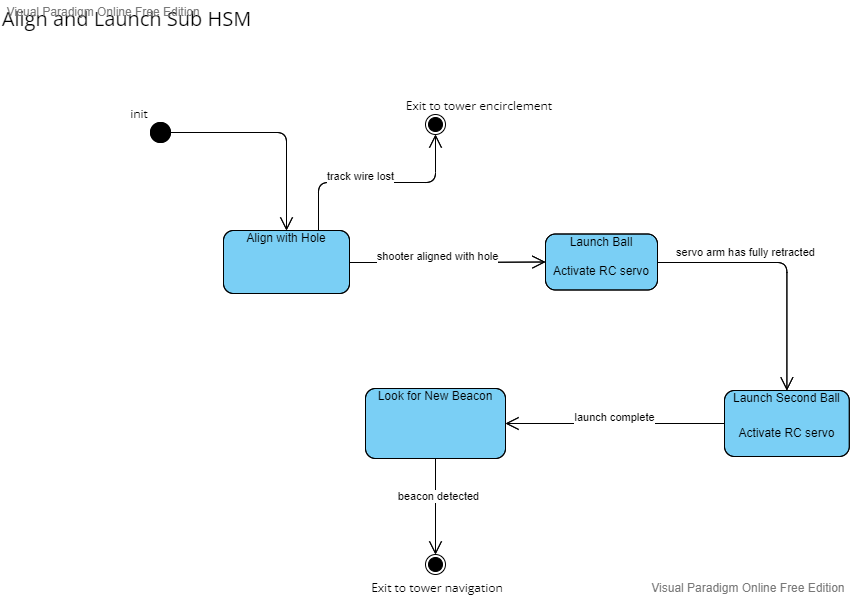 Visual Paradigm Online Free Edition
Align and Launch Sub HSM
Exit to tower encirclement
init
track wire lost
Align with Hole
shooter aligned with hole
Launch Ball
Activate RC servo
servo arm has fully retracted
Look for New Beacon
launch complete
Launch Second Ball
Activate RC servo
beacon detected
Exit to tower navigation
Visual Paradigm Online Free Edition